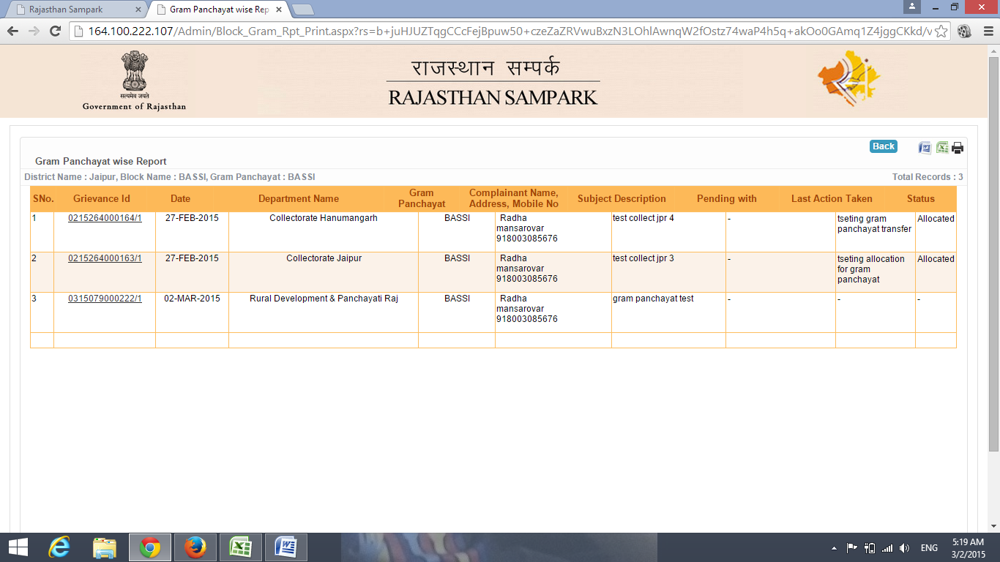 Rajasthan Sampark
Gram Panchayat wise Rep
164.100.222.107/Admin/Block_Gram_Rpt_Print.aspx?rs=b+juHJUZTqgCCcFejBpuw50+czeZaZRVwuBxzN3LOhlAwnqW2fOstz74waP4h5q+akOo0GAmq1Z4jggCKkd/v
सत्यमेव जयते
Government of Rajasthan
राजस्थान सम्पर्क
RAJASTHAN SAMPARK
Back
Gram Panchayat wise Report
District Name : Jaipur, Block Name : BASSI, Gram Panchayat : BASSI Total Records : 3
SNo. Grievance Id Date Department Name Gram Panchayat Complainant Name, Address, Mobile No Subject Description Pending with Last Action Taken Status
1 0215264000164/1 27-FEB-2015 Collectorate Hanumangarh BASSI Radha mansarovar 918003085676 test collect jpr 4 - tseting gram panchayat transfer Allocated
2 0215264000163/1 27-FEB-2015 Collectorate Jaipur BASSI Radha mansarovar 918003085676 test collect jpr 3 - tseting allocation for gram panchayat Allocated
3 0315079000222/1 02-MAR-2015 Rural Development & Panchayati Raj BASSI Radha mansarovar 918003085676 gram panchayat test - - -
ENG
5:19 AM
3/2/2015